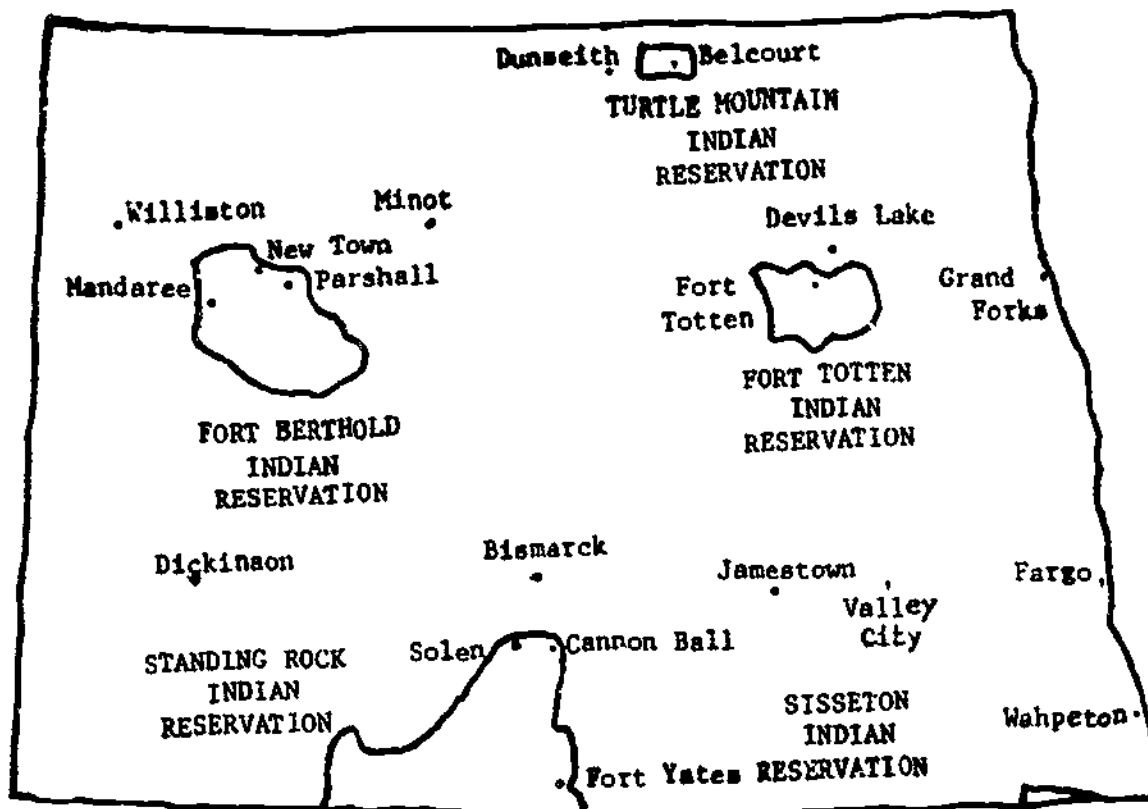 Dunseith
Belcourt
TURTLE MOUNTAIN
INDIAN
RESERVATION
Williston
Minot
Devils Lake
New Town
Mandaree
Parshall
Fort
Totten
Grand
Forks
FORT TOTTEN
INDIAN
RESERVATION
FORT BERTHOLD
INDIAN
RESERVATION
Dickinson
Bismarck
Jamestown
Valley
City
Fargo
Solen
Cannon Ball
STANDING ROCK
INDIAN
RESERVATION
SISSETON
INDIAN
RESERVATION
Wahpeton
Fort Yates